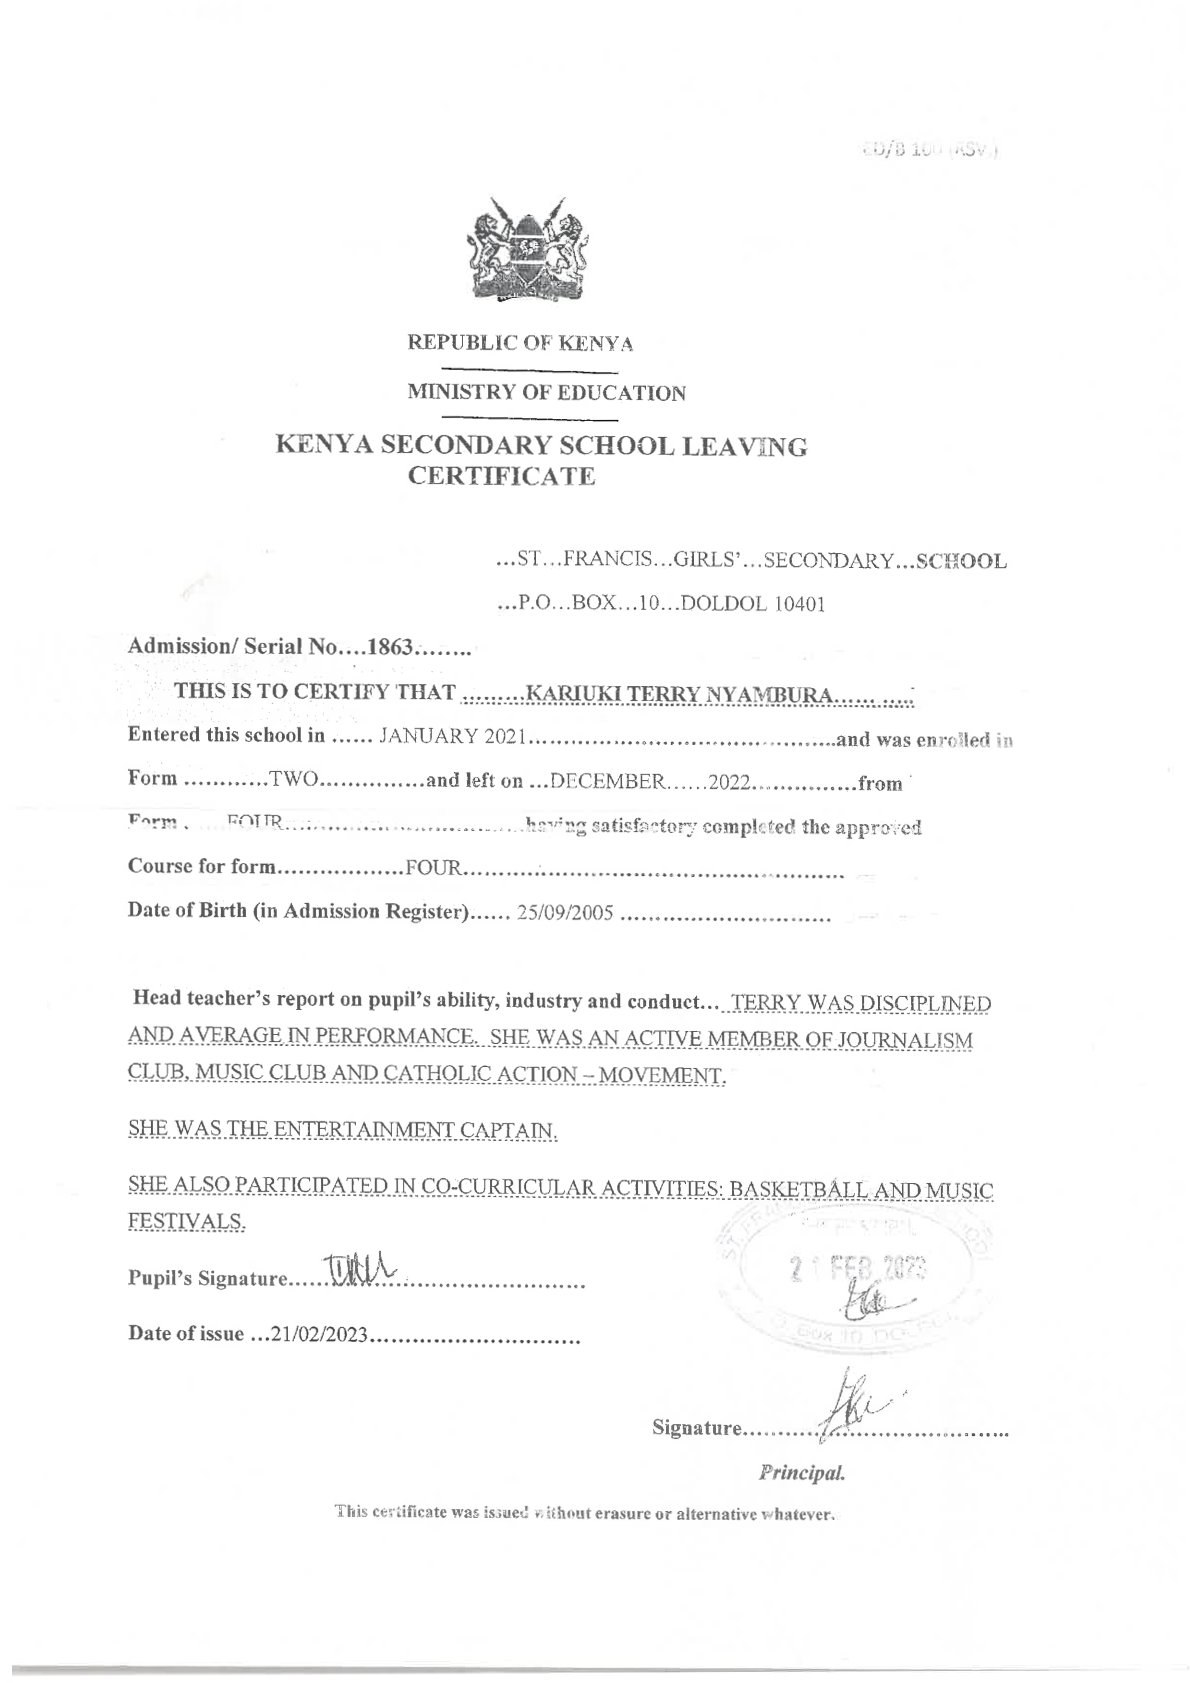 REPUBLIC OF KENYA
MINISTRY OF EDUCATION
KENYA SECONDARY SCHOOL LEAVING
CERTIFICATE
...ST...FRANCIS...GIRLS’...SECONDARY...SCHOOL
...P.O...BOX...10...DOLDOL 10401
Admission/ Serial No....1863........
THIS IS TO CERTIFY THAT .........KARIUKI TERRY NYAMBURA...........
Entered this school in ...... JANUARY 2021............................................and was enrolled in
Form ............TWO...............and left on ...DECEMBER......2022...............from
Form . FOUR..................................having satisfactory completed the approved
Course for form..................FOUR......................................................
Date of Birth (in Admission Register)...... 25/09/2005 ..............................
Head teacher’s report on pupil’s ability, industry and conduct... TERRY WAS DISCIPLINED
AND AVERAGE IN PERFORMANCE. SHE WAS AN ACTIVE MEMBER OF JOURNALISM
CLUB, MUSIC CLUB AND CATHOLIC ACTION – MOVEMENT.
SHE WAS THE ENTERTAINMENT CAPTAIN.
SHE ALSO PARTICIPATED IN CO-CURRICULAR ACTIVITIES: BASKETBALL AND MUSIC
FESTIVALS.
21 FEB 2023
Pupil’s Signature..........................................
Box 10
Date of issue ...21/02/2023..............................
Signature......................................
Principal.
This certificate was issued without erasure or alternative whatever.